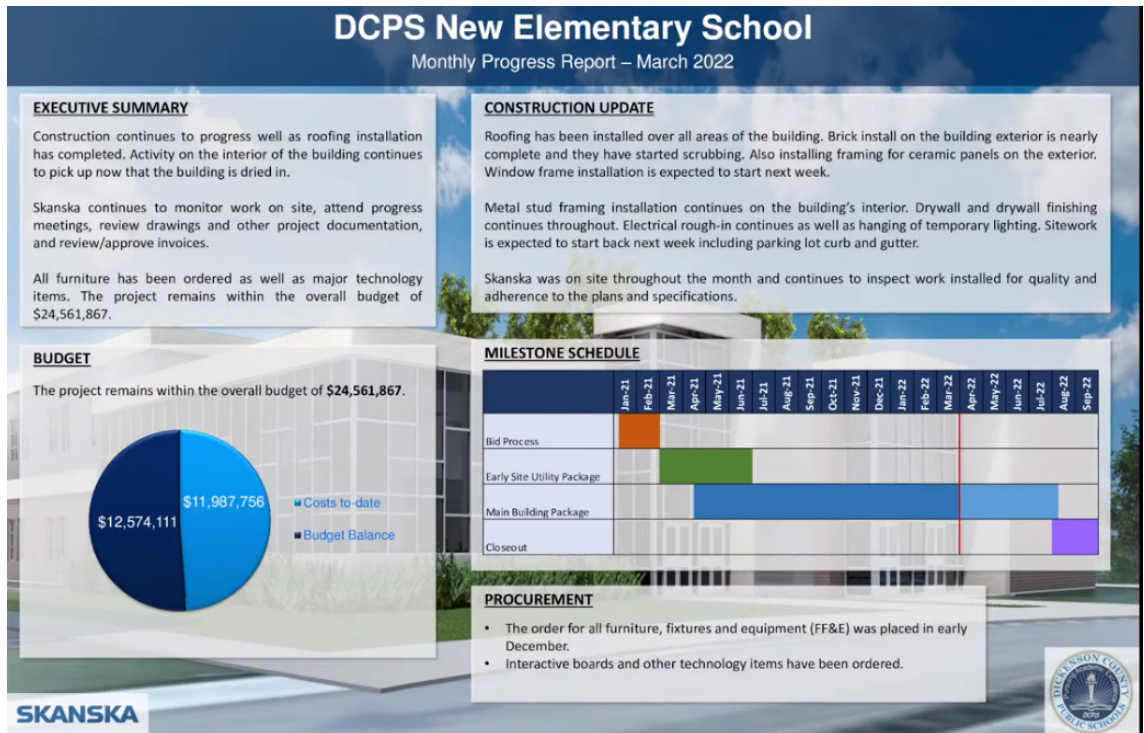 DCPS New Elementary School
Monthly Progress Report – March 2022
EXECUTIVE SUMMARY
Construction continues to progress well as roofing installation
has completed. Activity on the interior of the building continues
to pick up now that the building is dried in.
Skanska continues to monitor work on site, attend progress
meetings, review drawings and other project documentation,
and review/approve invoices.
All furniture has been ordered as well as major technology
items. The project remains within the overall budget of
$24,561,867.
CONSTRUCTION UPDATE
Roofing has been installed over all areas of the building. Brick install on the building exterior is nearly
complete and they have started scrubbing. Also installing framing for ceramic panels on the exterior.
Window frame installation is expected to start next week.
Metal stud framing installation continues on the building’s interior. Drywall and drywall finishing
continues throughout. Electrical rough-in continues as well as hanging of temporary lighting. Sitework
is expected to start back next week including parking lot curb and gutter.
Skanska was on site throughout the month and continues to inspect work installed for quality and
adherence to the plans and specifications.
BUDGET
The project remains within the overall budget of $24,561,867.
$12,574,111
$11,987,756
Costs to-date
Budget Balance
MILESTONE SCHEDULE
Jan-21 Feb-21 Mar-21 Apr-21 May-21 Jun-21 Jul-21 Aug-21 Sep-21 Oct-21 Nov-21 Dec-21 Jan-22 Feb-22 Mar-22 Apr-22 May-22 Jun-22 Jul-22 Aug-22 Sep-22
Bid Process
Early Site Utility Package
Main Building Package
Closeout
PROCUREMENT
• The order for all furniture, fixtures and equipment (FF&E) was placed in early
December.
• Interactive boards and other technology items have been ordered.
SKANSKA
DICKENSON COUNTY
DCPS
PUBLIC SCHOOLS